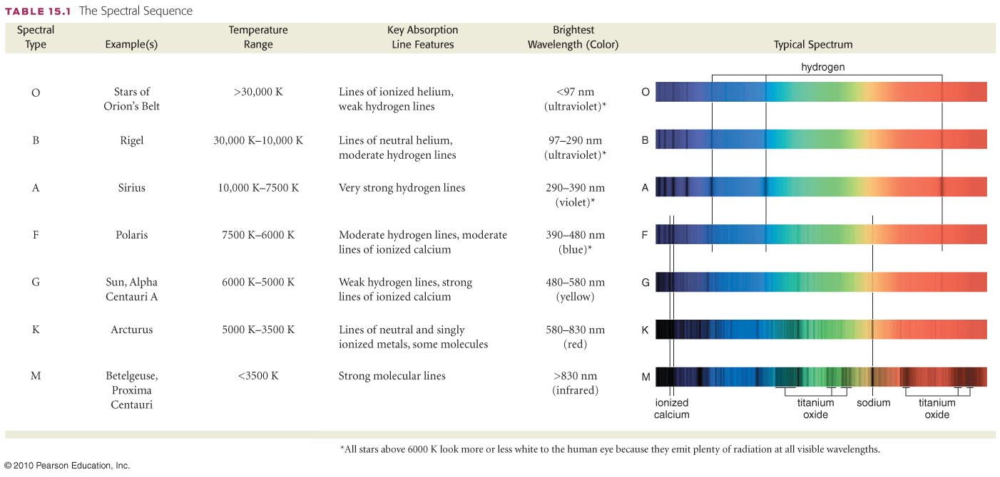 TABLE 15.1 The Spectral Sequence
Spectral Type Example(s) Temperature Range Key Absorption Line Features Brightest Wavelength (Color) Typical Spectrum
hydrogen
O Stars of Orion's Belt >30,000 K Lines of ionized helium, weak hydrogen lines <97 nm (ultraviolet)* O
B Rigel 30,000 K–10,000 K Lines of neutral helium, moderate hydrogen lines 97–290 nm (ultraviolet)* B
A Sirius 10,000 K–7500 K Very strong hydrogen lines 290–390 nm (violet)* A
F Polaris 7500 K–6000 K Moderate hydrogen lines, moderate lines of ionized calcium 390–480 nm (blue)* F
G Sun, Alpha Centauri A 6000 K–5000 K Weak hydrogen lines, strong lines of ionized calcium 480–580 nm (yellow) G
K Arcturus 5000 K–3500 K Lines of neutral and singly ionized metals, some molecules 580–830 nm (red) K
M Betelgeuse, Proxima Centauri <3500 K Strong molecular lines >830 nm (infrared) M
ionized calcium titanium oxide sodium titanium oxide
*All stars above 6000 K look more or less white to the human eye because they emit plenty of radiation at all visible wavelengths.
© 2010 Pearson Education, Inc.